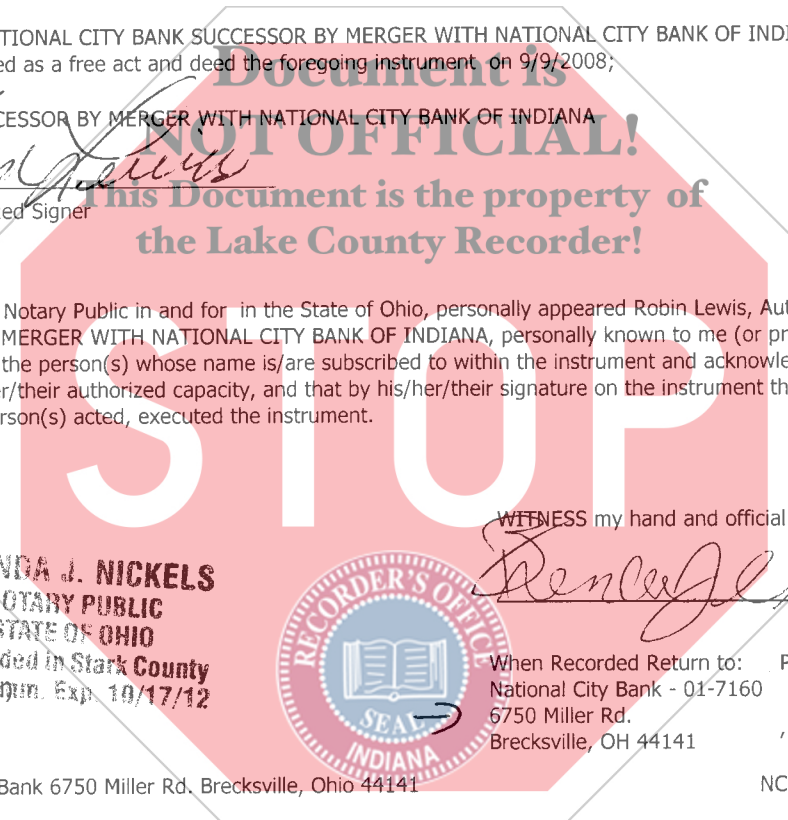 TIONAL CITY BANK SUCCESSOR BY MERGER WITH NATIONAL CITY BANK OF INDI
ed as a free act and deed the foregoing instrument on 9/9/2008;
Document is
CESSOR BY MERGER WITH NATIONAL CITY BANK OF INDIANA
NOT OFFICIAL!
This Document is the property of
ed Signer
the Lake County Recorder!
Notary Public in and for in the State of Ohio, personally appeared Robin Lewis, Aut
MERGER WITH NATIONAL CITY BANK OF INDIANA, personally known to me (or pr
the person(s) whose name is/are subscribed to within the instrument and acknowle
er/their authorized capacity, and that by his/her/their signature on the instrument th
rson(s) acted, executed the instrument.
STOP
WITNESS my hand and official
NDA J. NICKELS
OTARY PUBLIC
STATE OF OHIO
ded in Stark County
mm. Exp. 10/17/12
RECORDER'S OFFICE
SEAL
INDIANA
When Recorded Return to: P
National City Bank - 01-7160
6750 Miller Rd.
Brecksville, OH 44141
Bank 6750 Miller Rd. Brecksville, Ohio 44141
NC